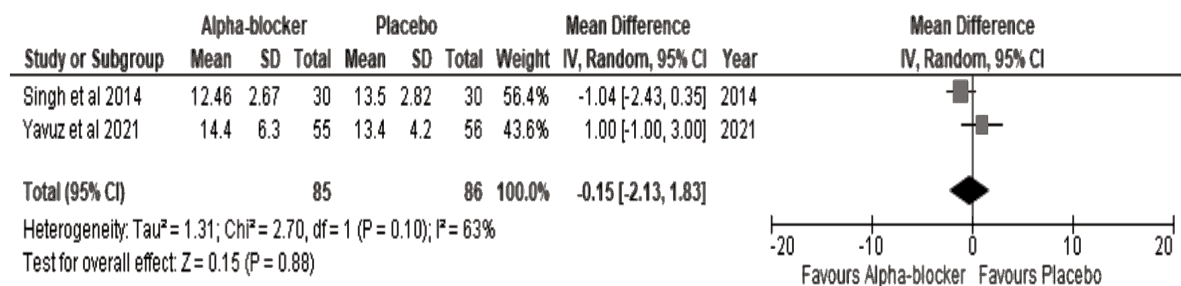 Alpha-blocker Placebo Mean Difference Mean Difference
Study or Subgroup Mean SD Total Mean SD Total Weight IV, Random, 95% CI Year IV, Random, 95% CI
Singh et al 2014 12.46 2.67 30 13.5 2.82 30 56.4% -1.04 [-2.43, 0.35] 2014
Yavuz et al 2021 14.4 6.3 55 13.4 4.2 56 43.6% 1.00 [-1.00, 3.00] 2021
Total (95% CI) 85 86 100.0% -0.15 [-2.13, 1.83]
Heterogeneity: Tau² = 1.31; Chi² = 2.70, df = 1 (P = 0.10); I² = 63%
Test for overall effect: Z = 0.15 (P = 0.88)
-20 -10 0 10 20
Favours Alpha-blocker Favours Placebo